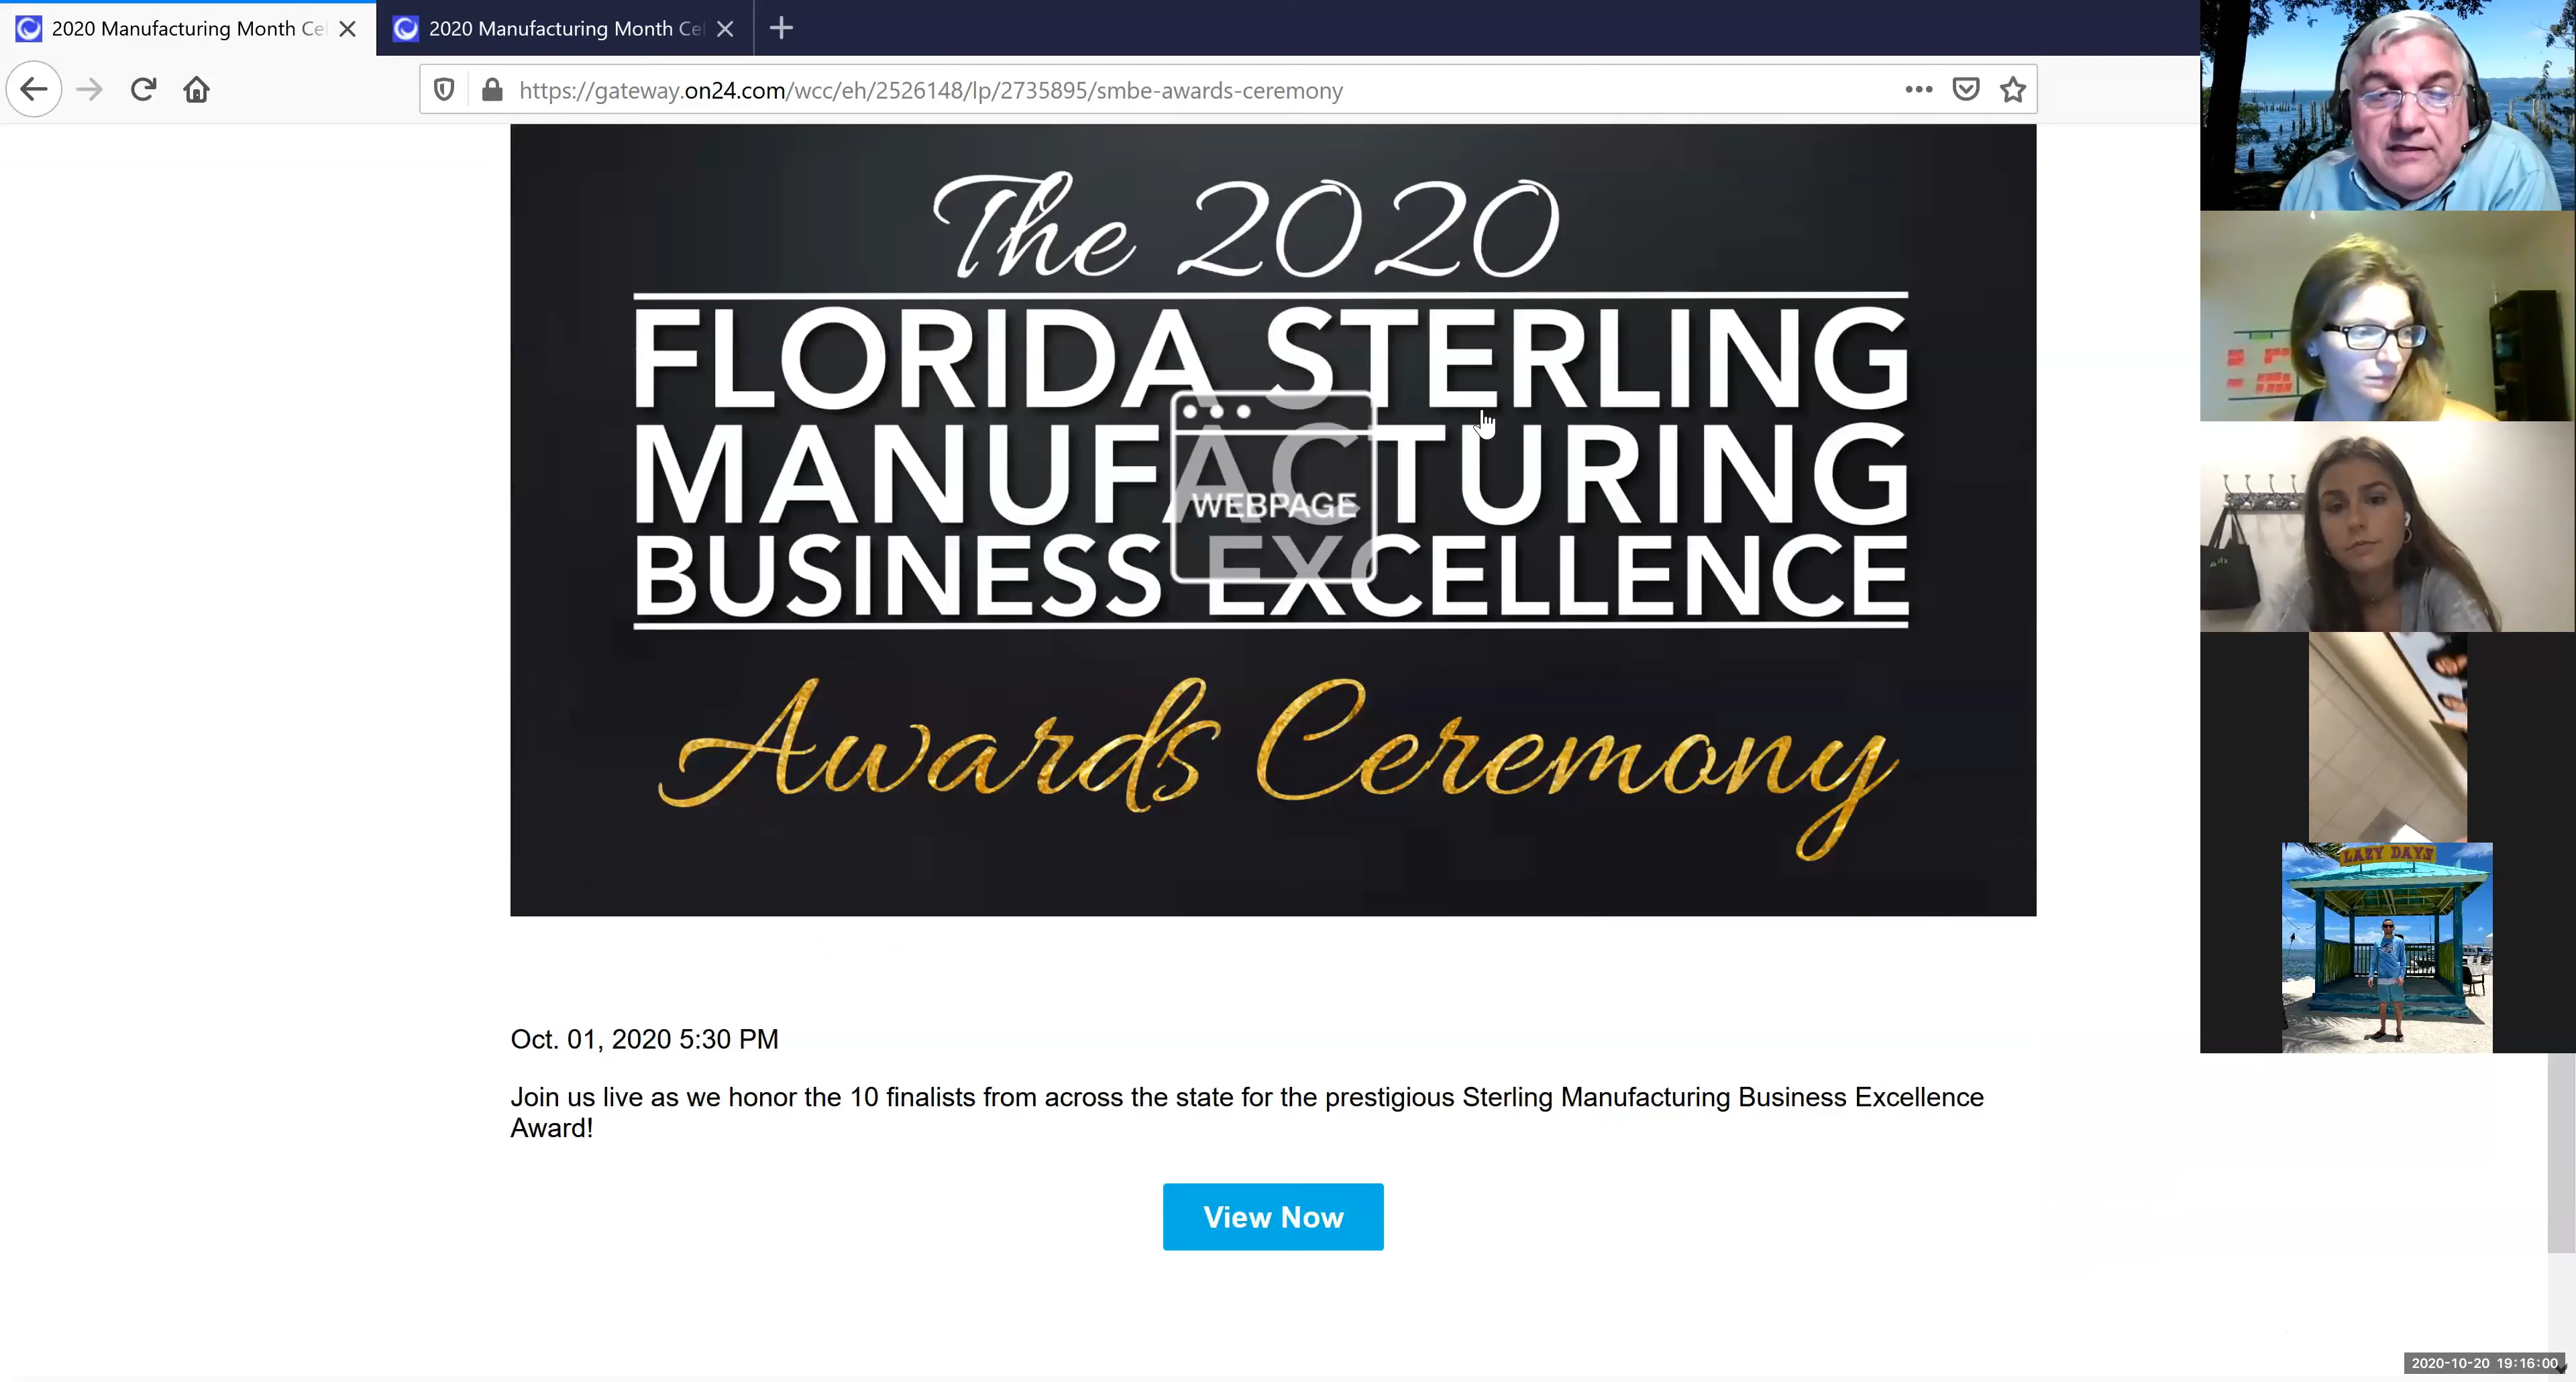 2020 Manufacturing Month Cel
2020 Manufacturing Month Cel
https://gateway.on24.com/wcc/eh/2526148/lp/2735895/smbe-awards-ceremony
The 2020
FLORIDA STERLING
MANUFACTURING
WEBPAGE
BUSINESS EXCELLENCE
Awards Ceremony
LAZY DAYS
Oct. 01, 2020 5:30 PM
Join us live as we honor the 10 finalists from across the state for the prestigious Sterling Manufacturing Business Excellence
Award!
View Now
2020-10-20 19:16:00